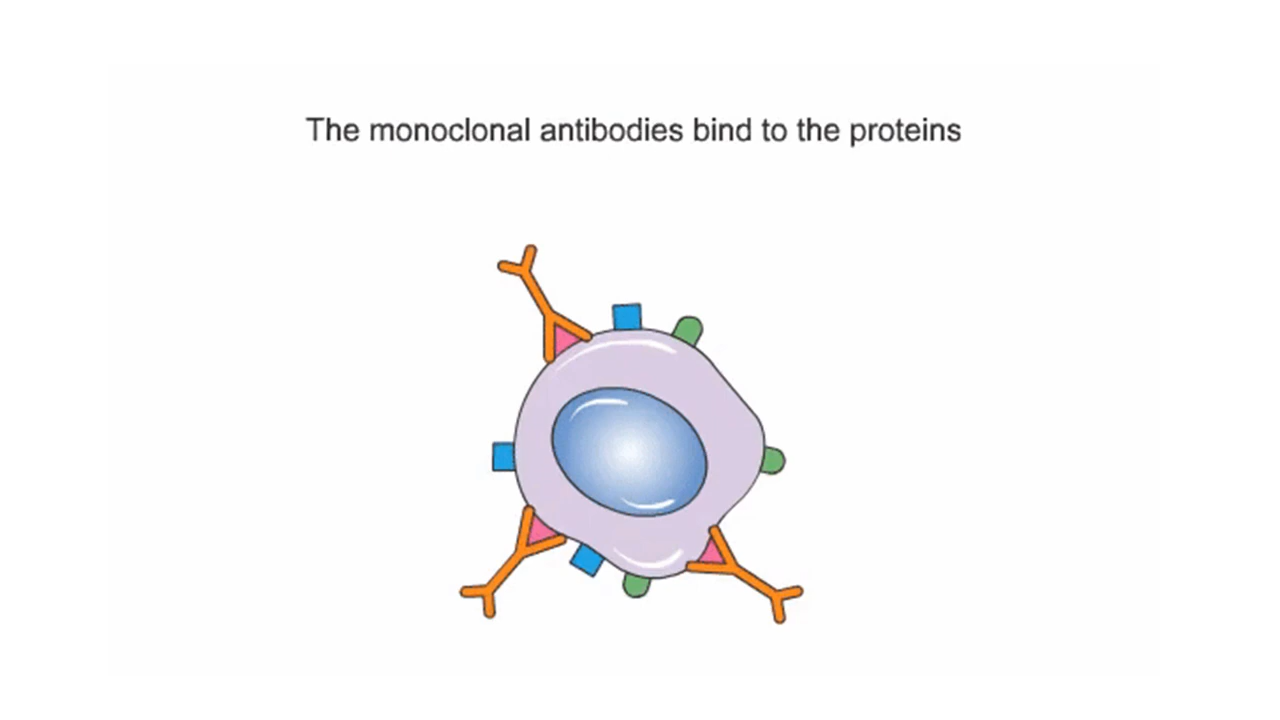 The monoclonal antibodies bind to the proteins